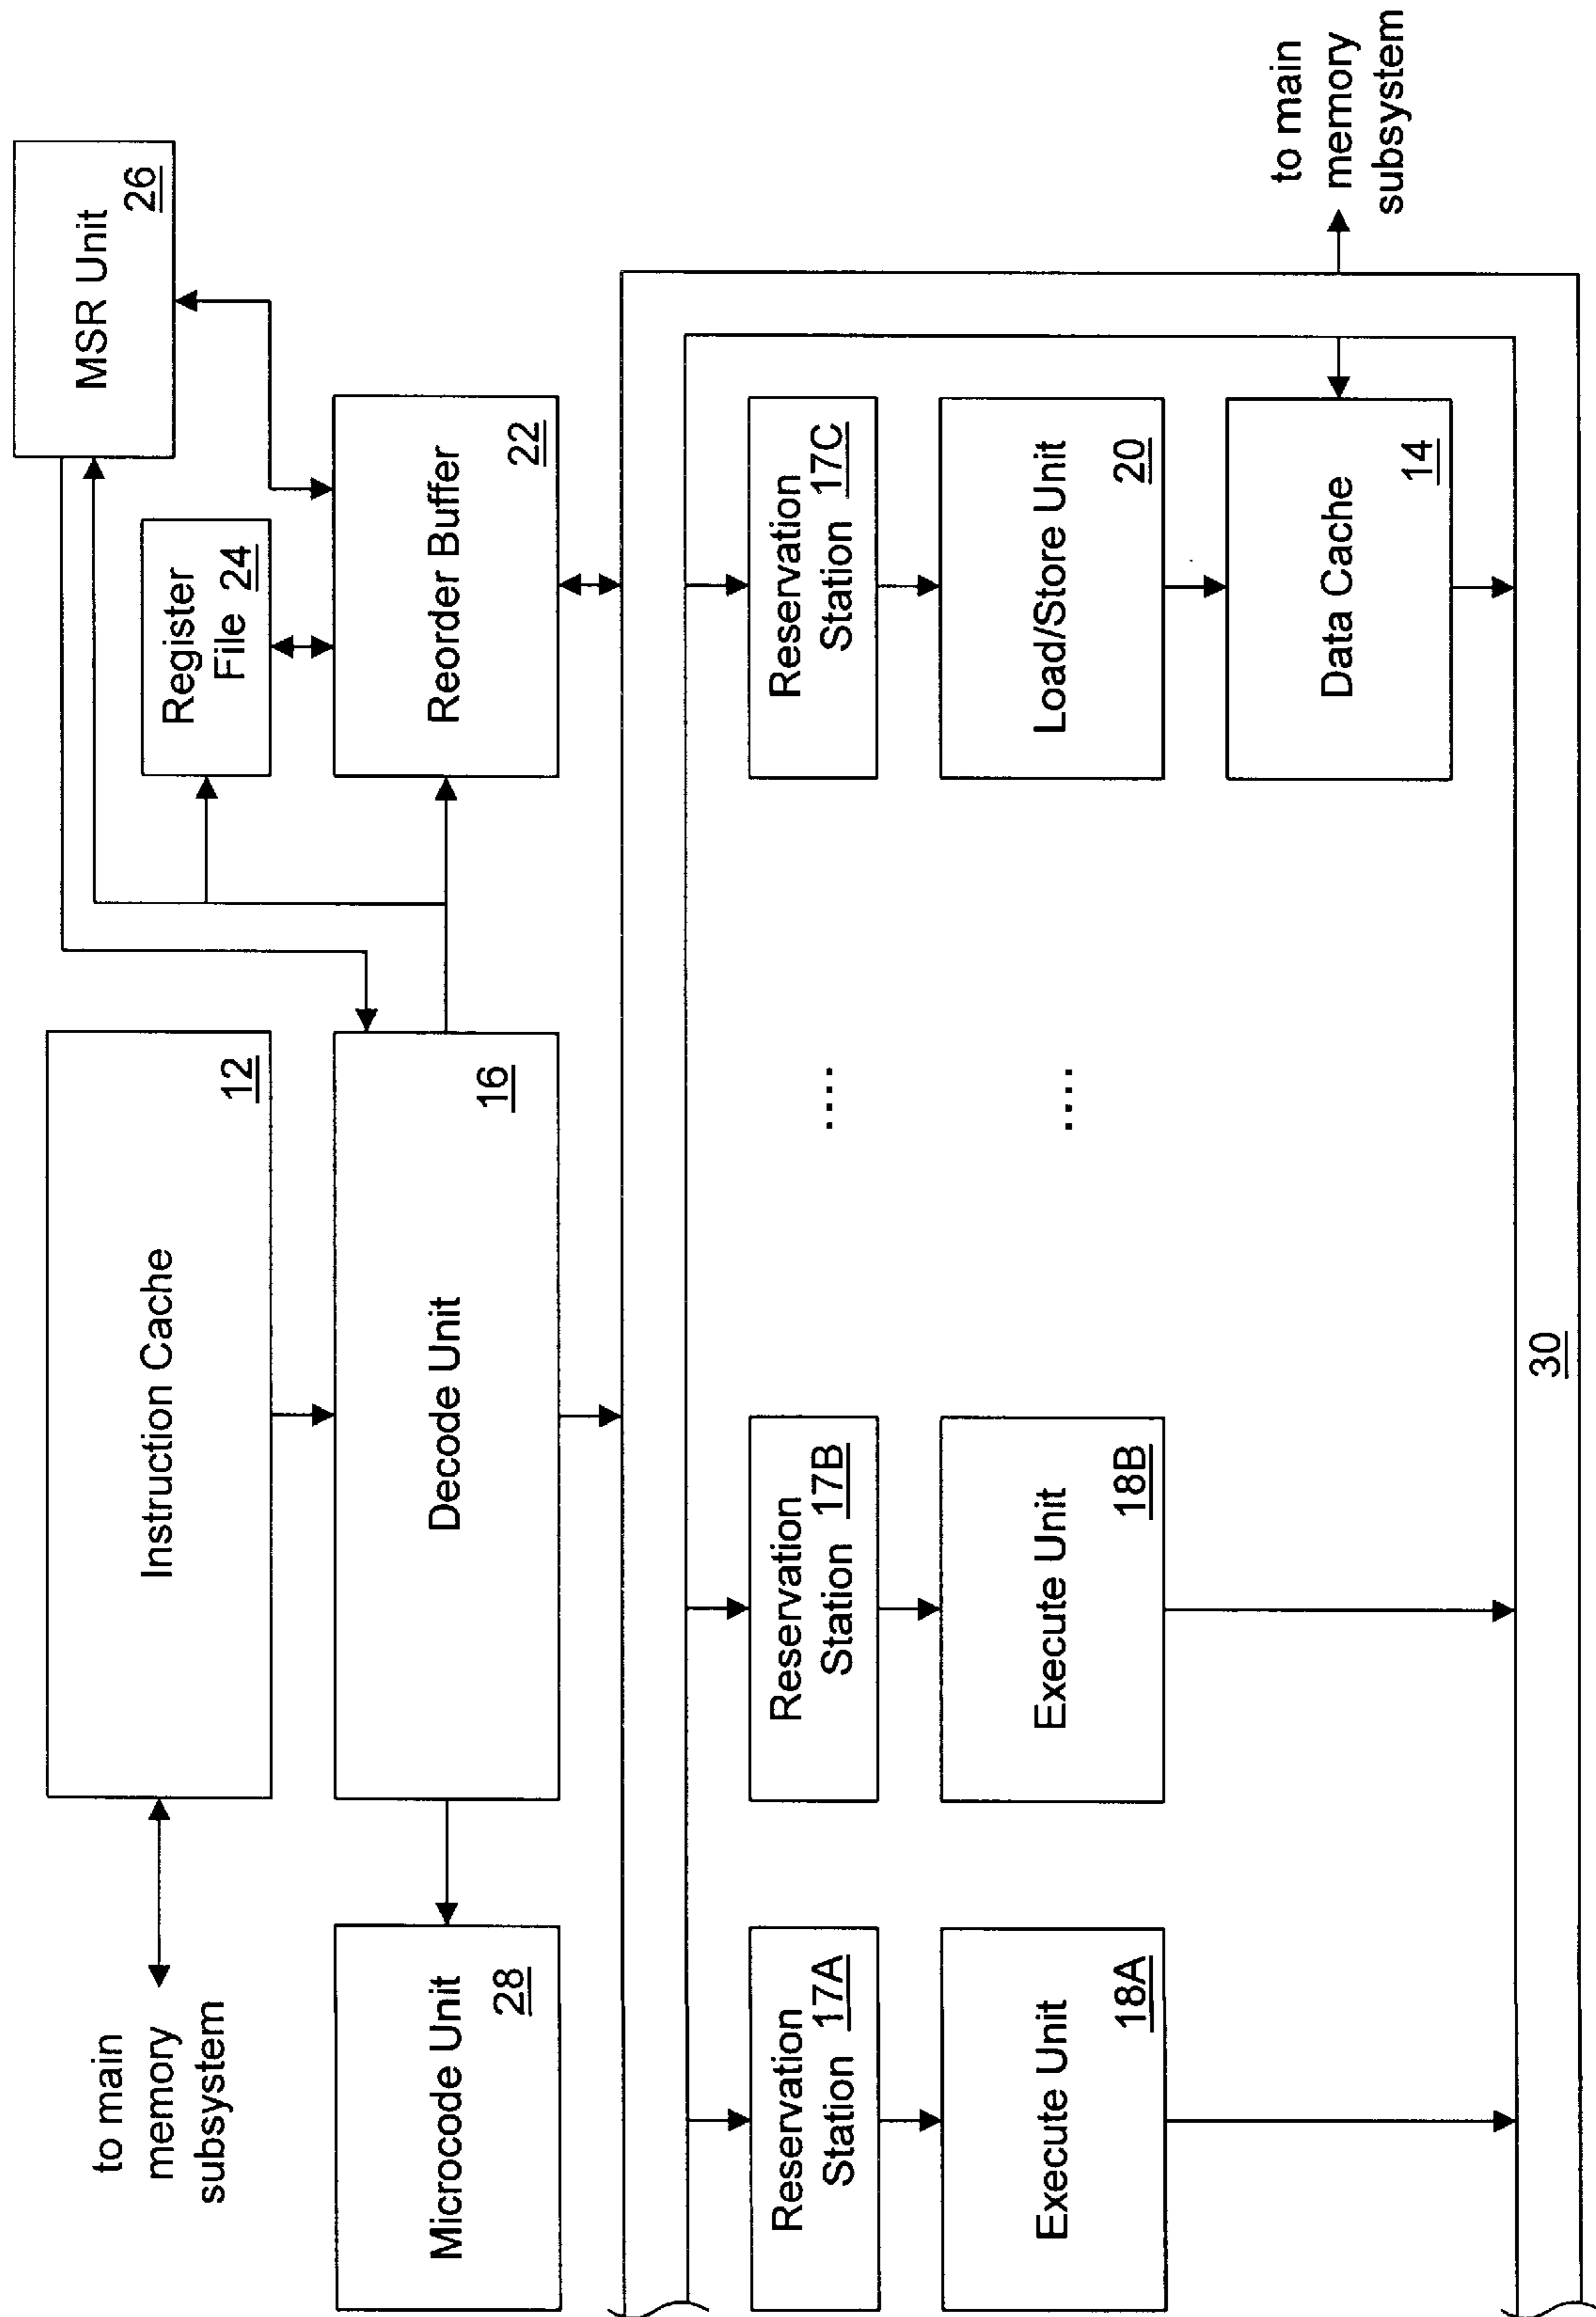 to main
memory
subsystem
Instruction Cache
12
MSR Unit
26
Register
File 24
Microcode Unit
28
Decode Unit
16
Reorder Buffer
22
Reservation
Station 17A
Reservation
Station 17B
....
Reservation
Station 17C
Execute Unit
18A
Execute Unit
18B
....
Load/Store Unit
20
Data Cache
14
to main
memory
subsystem
30